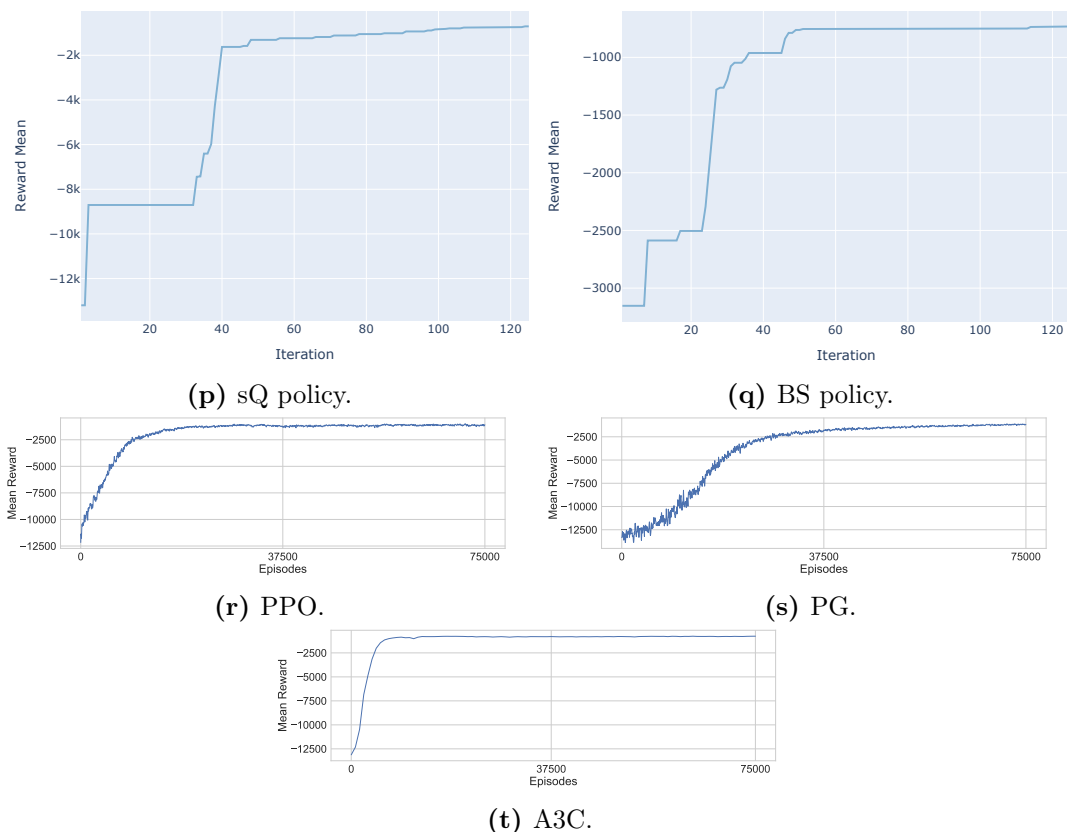 −2k
−4k
−6k
−8k
−10k
−12k
Reward Mean
20 40 60 80 100 120
Iteration
(p) sQ policy.
−1000
−1500
−2000
−2500
−3000
Reward Mean
20 40 60 80 100 120
Iteration
(q) BS policy.
−2500
−5000
−7500
−10000
−12500
Mean Reward
0 37500 75000
Episodes
(r) PPO.
−2500
−5000
−7500
−10000
−12500
Mean Reward
0 37500 75000
Episodes
(s) PG.
−2500
−5000
−7500
−10000
−12500
Mean Reward
0 37500 75000
Episodes
(t) A3C.